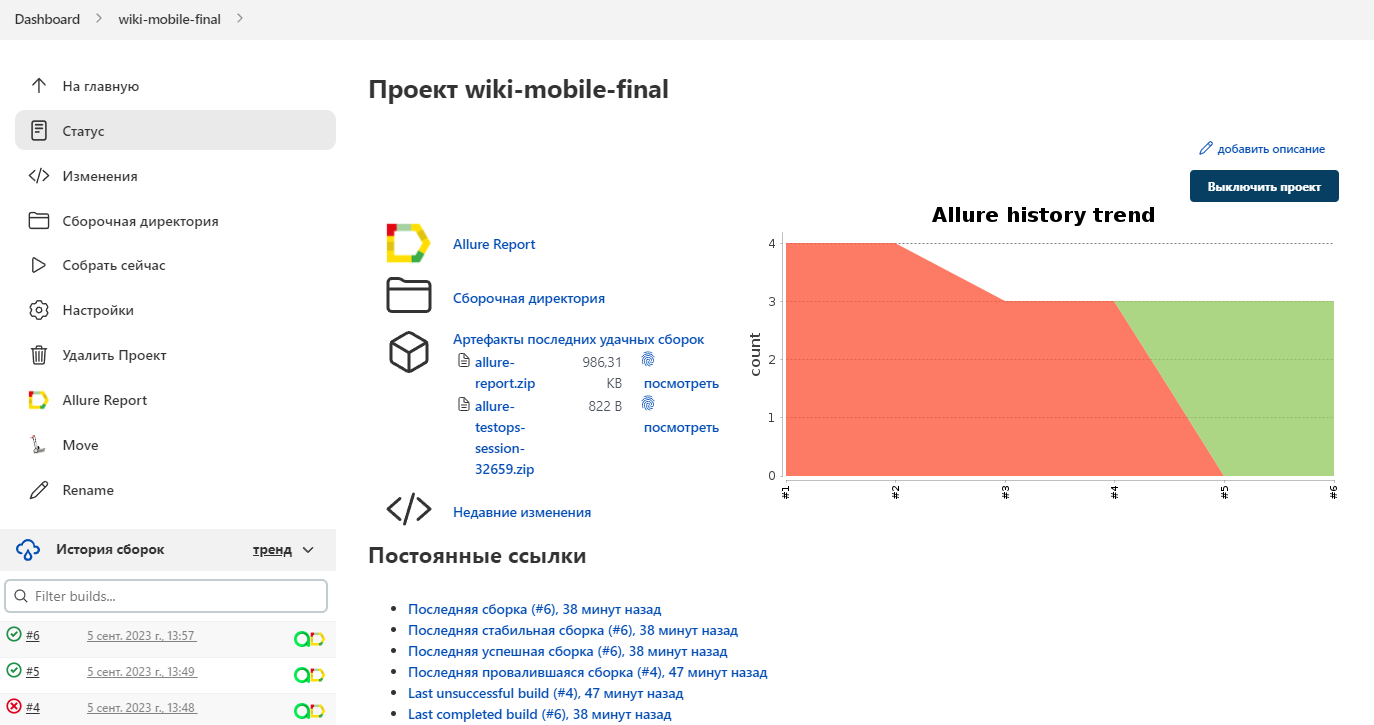 Dashboard
wiki-mobile-final
На главную
Статус
Изменения
Сборочная директория
Собрать сейчас
Настройки
Удалить Проект
Allure Report
Move
Rename
История сборок
тренд
Filter builds...
#6
5 сент. 2023 г., 13:57
#5
5 сент. 2023 г., 13:49
#4
5 сент. 2023 г., 13:48
Проект wiki-mobile-final
добавить описание
Выключить проект
Allure Report
Сборочная директория
Артефакты последних удачных сборок
allure-
report.zip
986,31
KB
посмотреть
allure-
testops-
session-
32659.zip
822 B
посмотреть
Недавние изменения
Allure history trend
count
4
3
2
1
0
#1
#2
#3
#4
#5
#6
Постоянные ссылки
Последняя сборка (#6), 38 минут назад
Последняя стабильная сборка (#6), 38 минут назад
Последняя успешная сборка (#6), 38 минут назад
Последняя провалившаяся сборка (#4), 47 минут назад
Last unsuccessful build (#4), 47 минут назад
Last completed build (#6), 38 минут назад